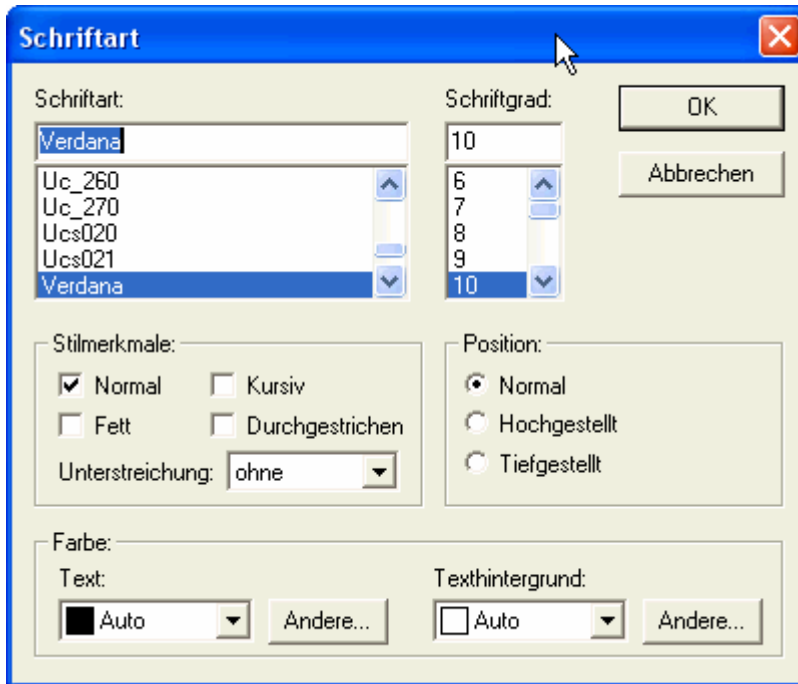 Schriftart
Schriftart:
Verdana
Uc_260
Uc_270
Ucs020
Ucs021
Verdana
Schriftgrad:
10
6
7
8
9
10
OK
Abbrechen
Stilmerkmale:
Normal
Kursiv
Fett
Durchgestrichen
Unterstreichung:
ohne
Position:
Normal
Hochgestellt
Tiefgestellt
Farbe:
Text:
Auto
Andere...
Texthintergrund:
Auto
Andere...